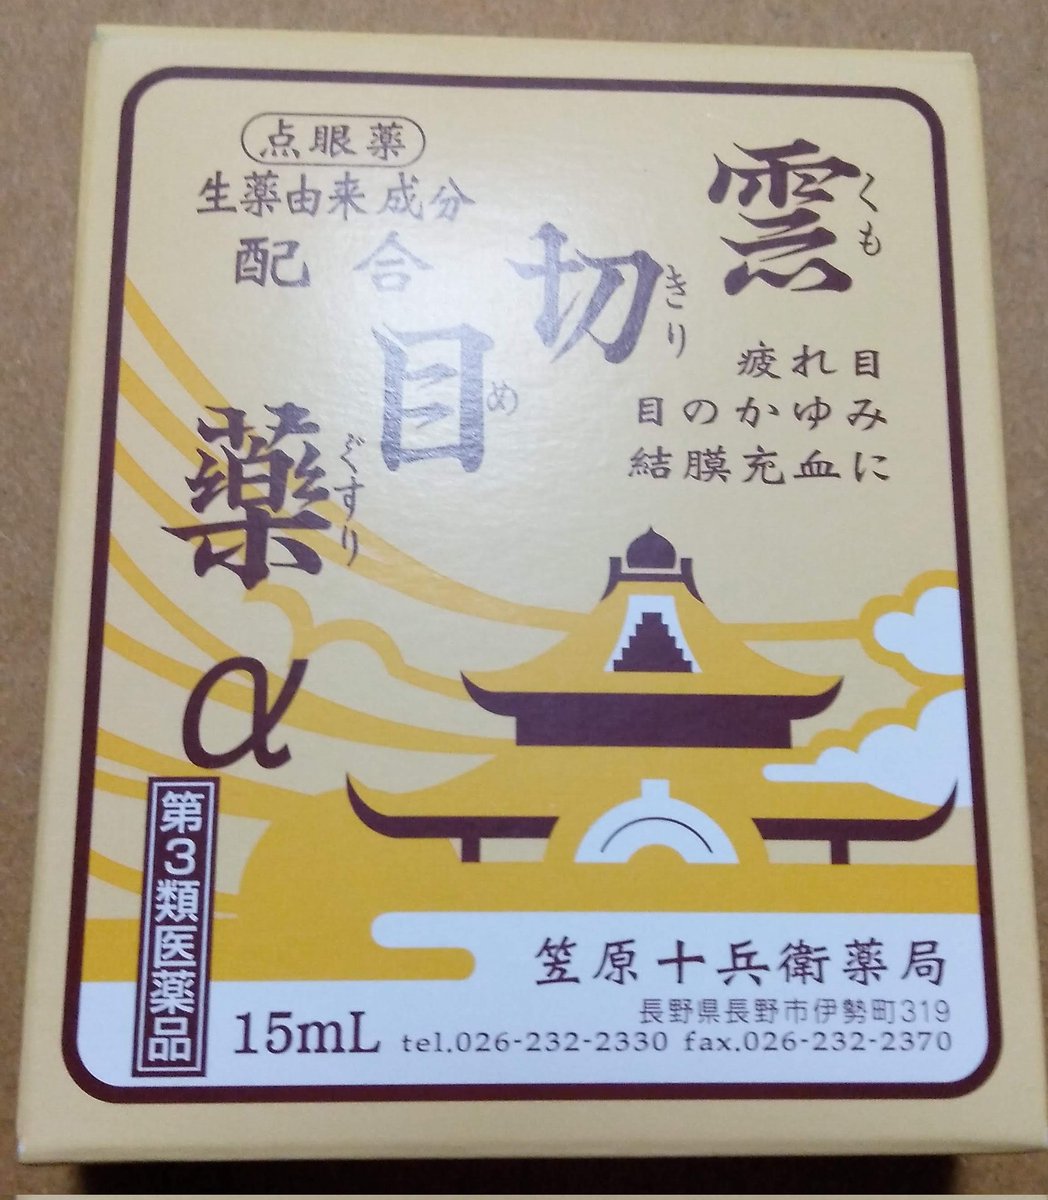 点眼薬
生薬由来成分
配合
雲切目薬α
くも
きり
め
ぐすり
疲れ目
目のかゆみ
結膜充血に
第3類医薬品
15mL
笠原十兵衛薬局
長野県長野市伊勢町319
tel.026-232-2330 fax.026-232-2370